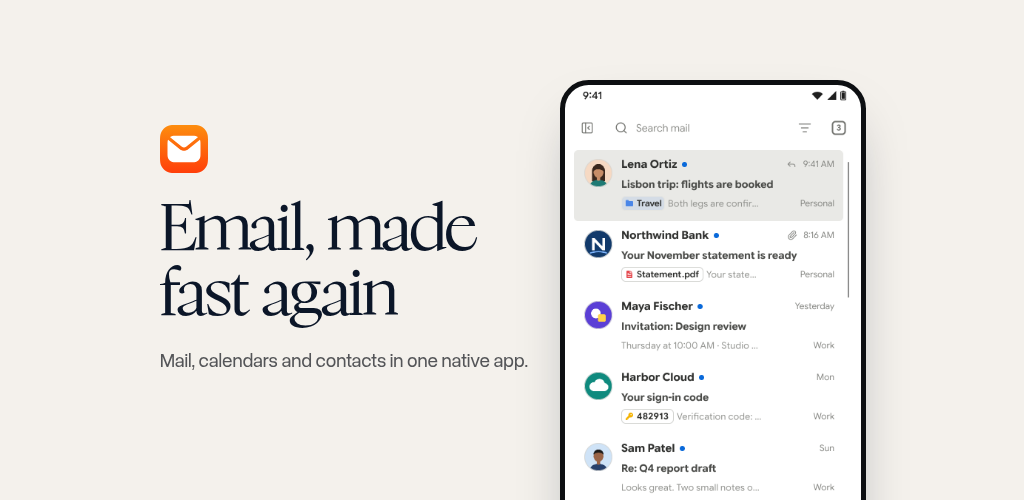 Email, made
fast again
Mail, calendars and contacts in one native app.
9:41
Search mail
3
Lena Ortiz
9:41 AM
Lisbon trip: flights are booked
Travel Both legs are confir...
Personal
N
Northwind Bank
8:16 AM
Your November statement is ready
Statement.pdf Your state...
Personal
Maya Fischer
Yesterday
Invitation: Design review
Thursday at 10:00 AM · Studio ...
Work
Harbor Cloud
Mon
Your sign-in code
482913 Verification code: ...
Work
Sam Patel
Sun
Re: Q4 report draft
Looks great. Two small notes o...
Work